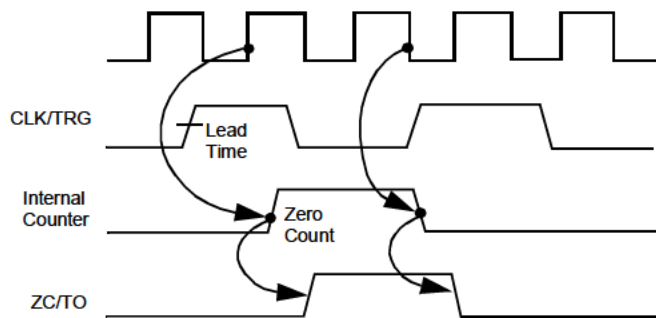 CLK/TRG
Lead
Time
Internal
Counter
Zero
Count
ZC/TO